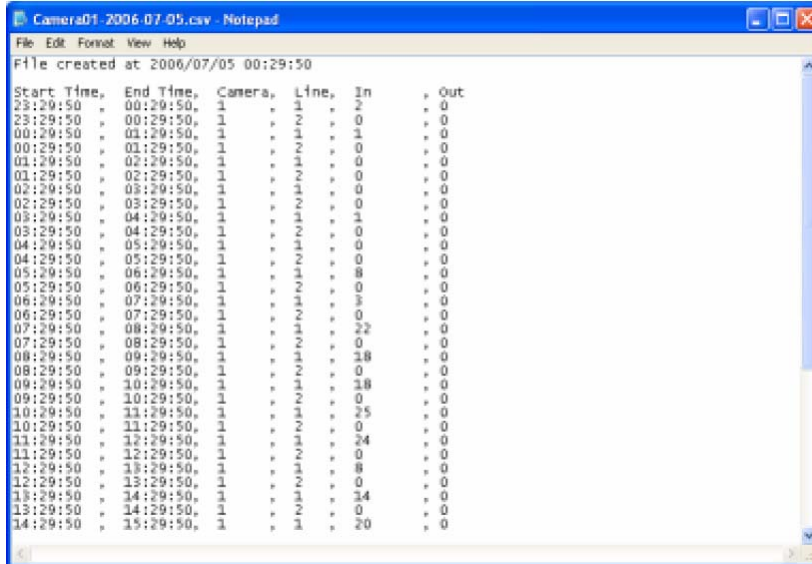 Camera01-2006-07-05.csv - Notepad
File Edit Format View Help
File created at 2006/07/05 00:29:50
Start Time, End Time, Camera, Line, In , Out
23:29:50 , 00:29:50, 1 , 1 , 2 , 0
23:29:50 , 00:29:50, 1 , 2 , 0 , 0
00:29:50 , 01:29:50, 1 , 1 , 1 , 0
00:29:50 , 01:29:50, 1 , 2 , 0 , 0
01:29:50 , 02:29:50, 1 , 1 , 0 , 0
01:29:50 , 02:29:50, 1 , 2 , 0 , 0
02:29:50 , 03:29:50, 1 , 1 , 0 , 0
02:29:50 , 03:29:50, 1 , 2 , 0 , 0
03:29:50 , 04:29:50, 1 , 1 , 1 , 0
03:29:50 , 04:29:50, 1 , 2 , 0 , 0
04:29:50 , 05:29:50, 1 , 1 , 0 , 0
04:29:50 , 05:29:50, 1 , 2 , 0 , 0
05:29:50 , 06:29:50, 1 , 1 , 8 , 0
05:29:50 , 06:29:50, 1 , 2 , 0 , 0
06:29:50 , 07:29:50, 1 , 1 , 3 , 0
06:29:50 , 07:29:50, 1 , 2 , 0 , 0
07:29:50 , 08:29:50, 1 , 1 , 22 , 0
07:29:50 , 08:29:50, 1 , 2 , 0 , 0
08:29:50 , 09:29:50, 1 , 1 , 18 , 0
08:29:50 , 09:29:50, 1 , 2 , 0 , 0
09:29:50 , 10:29:50, 1 , 1 , 18 , 0
09:29:50 , 10:29:50, 1 , 2 , 0 , 0
10:29:50 , 11:29:50, 1 , 1 , 25 , 0
10:29:50 , 11:29:50, 1 , 2 , 0 , 0
11:29:50 , 12:29:50, 1 , 1 , 24 , 0
11:29:50 , 12:29:50, 1 , 2 , 0 , 0
12:29:50 , 13:29:50, 1 , 1 , 8 , 0
12:29:50 , 13:29:50, 1 , 2 , 0 , 0
13:29:50 , 14:29:50, 1 , 1 , 14 , 0
13:29:50 , 14:29:50, 1 , 2 , 0 , 0
14:29:50 , 15:29:50, 1 , 1 , 20 , 0